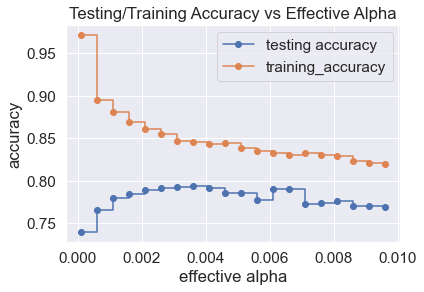 Testing/Training Accuracy vs Effective Alpha
testing accuracy
training_accuracy
accuracy
0.95
0.90
0.85
0.80
0.75
0.000 0.002 0.004 0.006 0.008 0.010
effective alpha